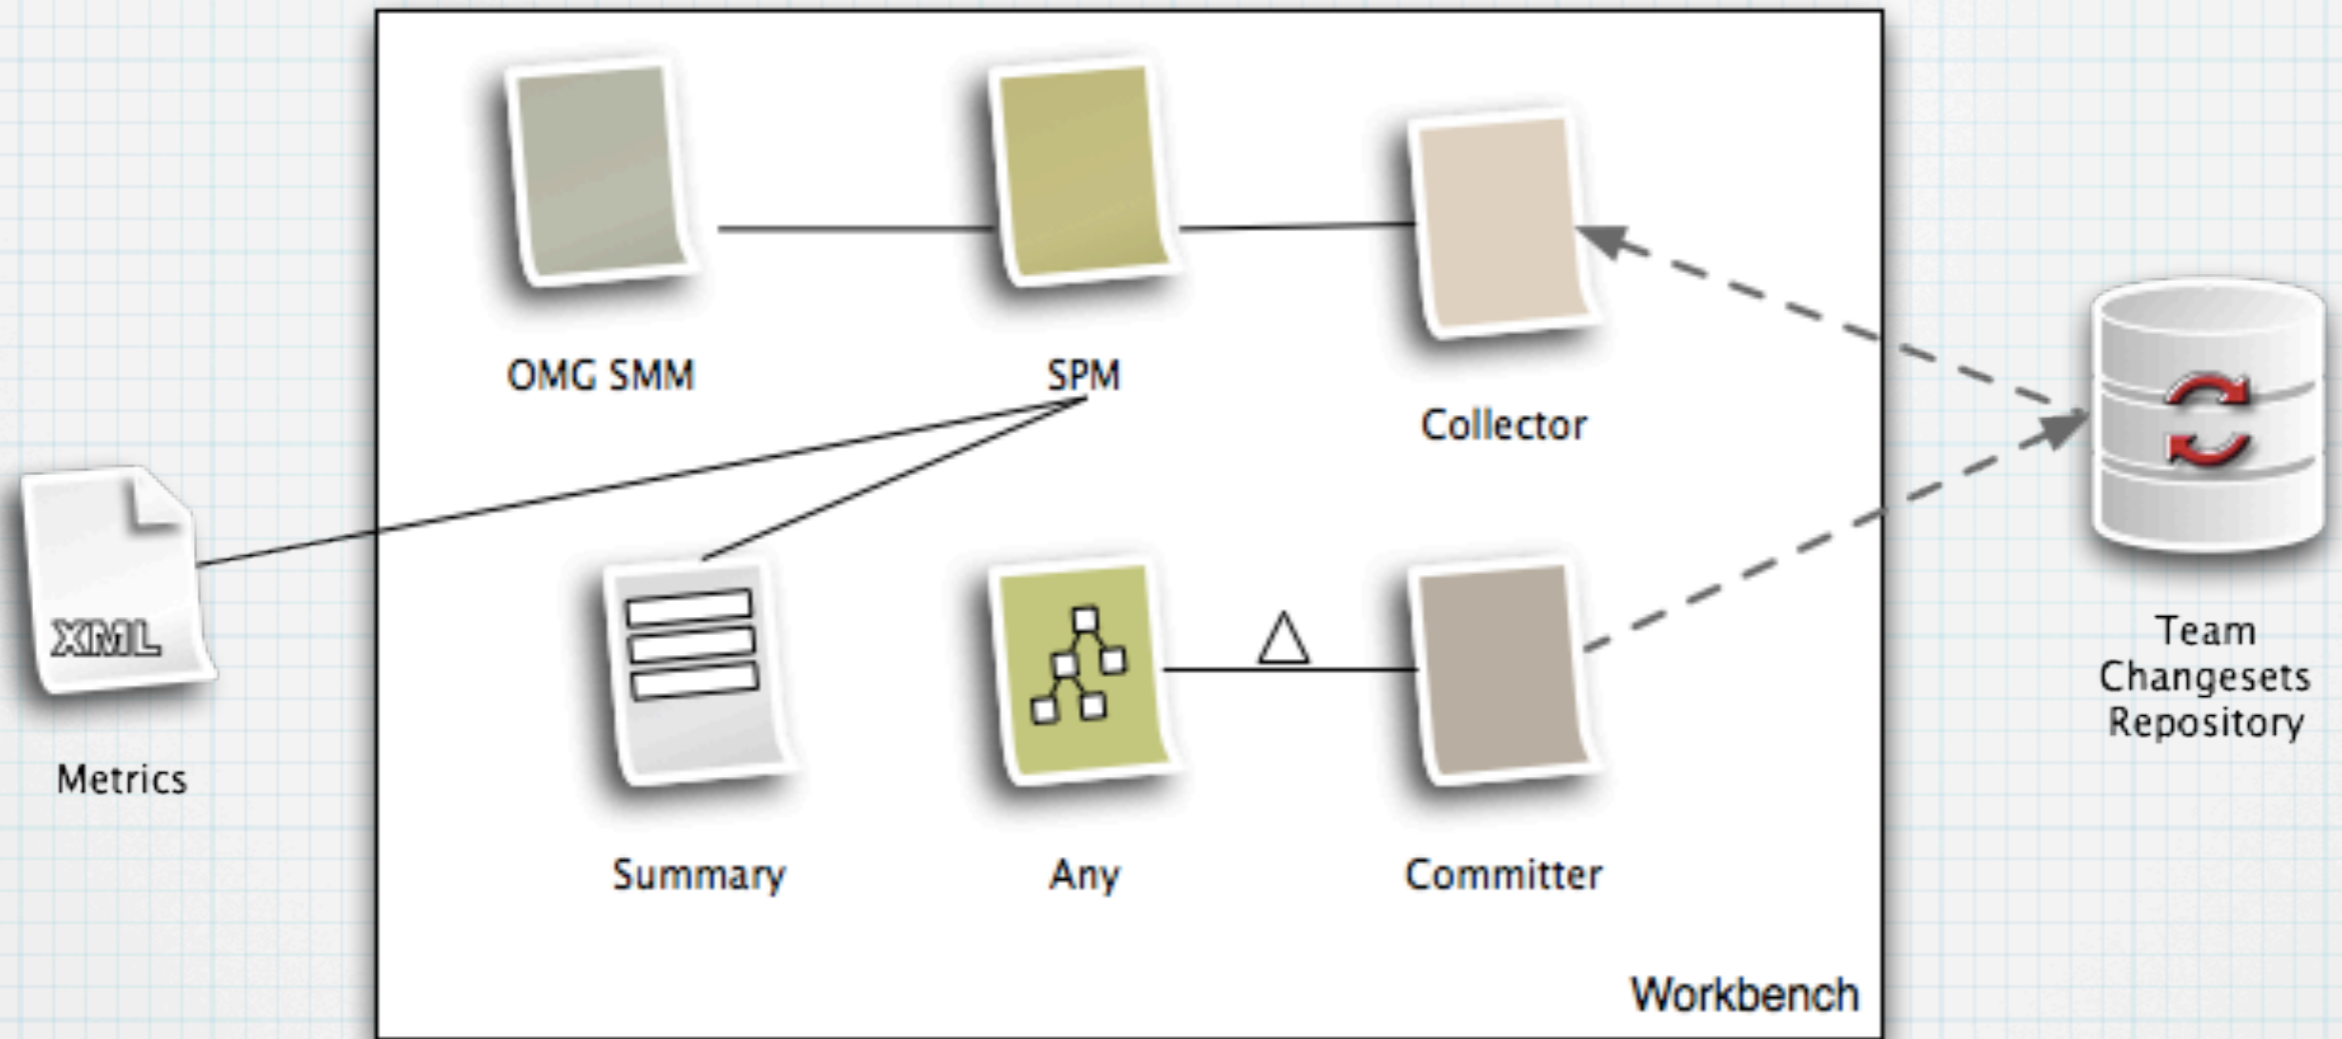 OMG SMM
SPM
Collector
XML
Metrics
Summary
Any
Committer
Team
Changesets
Repository
Workbench